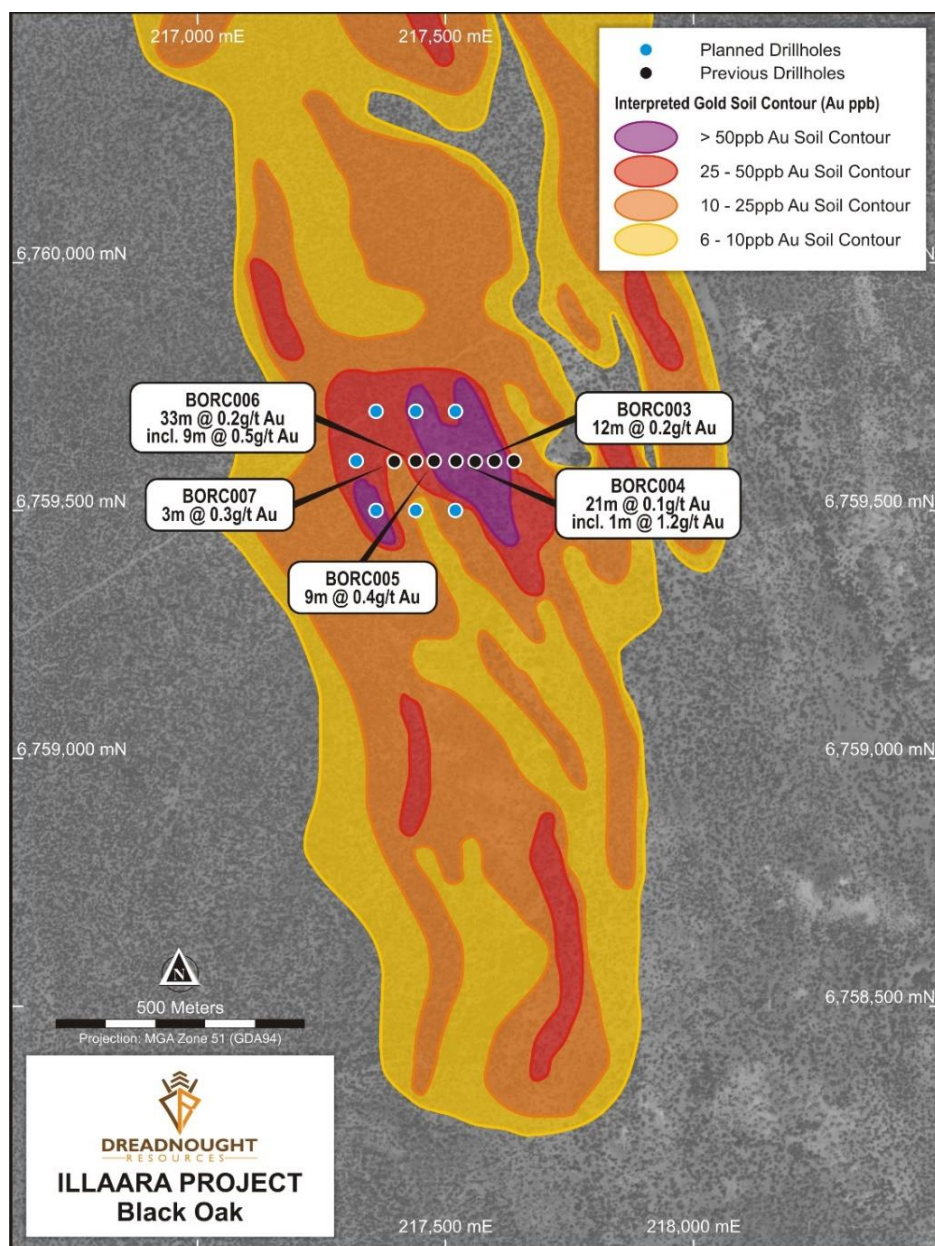 217,000 mE
217,500 mE
Planned Drillholes
Previous Drillholes
Interpreted Gold Soil Contour (Au ppb)
> 50ppb Au Soil Contour
25 - 50ppb Au Soil Contour
10 - 25ppb Au Soil Contour
6 - 10ppb Au Soil Contour
6,760,000 mN
BORC006
33m @ 0.2g/t Au
incl. 9m @ 0.5g/t Au
BORC003
12m @ 0.2g/t Au
BORC007
3m @ 0.3g/t Au
BORC004
21m @ 0.1g/t Au
incl. 1m @ 1.2g/t Au
6,759,500 mN
BORC005
9m @ 0.4g/t Au
6,759,000 mN
6,759,000 mN
N
500 Meters
Projection: MGA Zone 51 (GDA94)
6,758,500 mN
DREADNOUGHT
RESOURCES
ILLAARA PROJECT
Black Oak
217,500 mE
218,000 mE